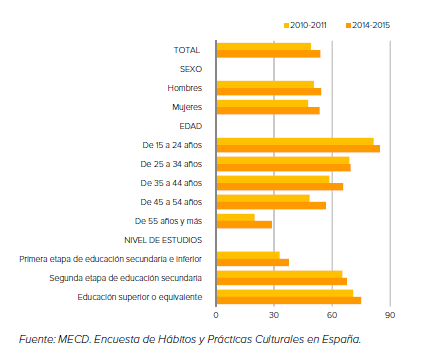 2010-2011 2014-2015
TOTAL
SEXO
Hombres
Mujeres
EDAD
De 15 a 24 años
De 25 a 34 años
De 35 a 44 años
De 45 a 54 años
De 55 años y más
NIVEL DE ESTUDIOS
Primera etapa de educación secundaria e inferior
Segunda etapa de educación secundaria
Educación superior o equivalente
0 30 60 90
Fuente: MECD. Encuesta de Hábitos y Prácticas Culturales en España.